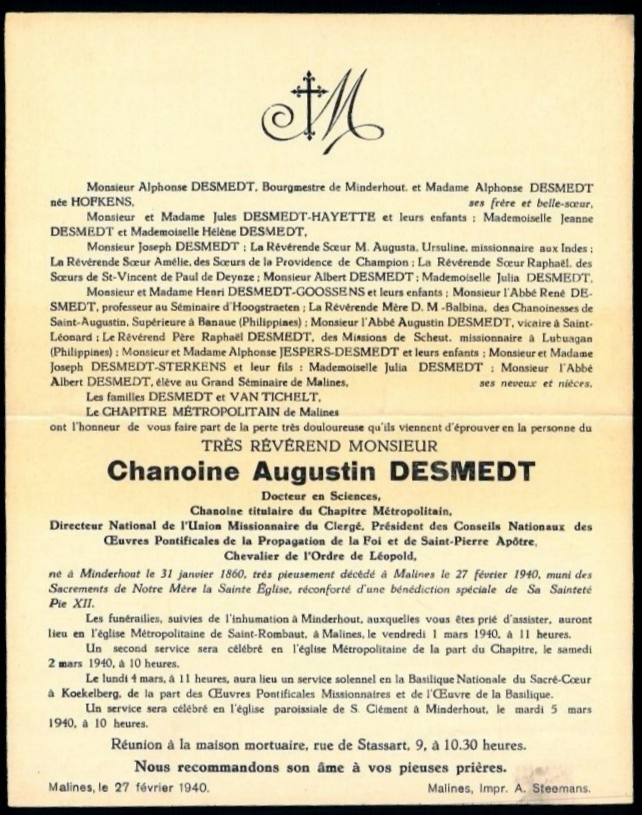 M
Monsieur Alphonse DESMEDT, Bourgmestre de Minderhout, et Madame Alphonse DESMEDT
née HOFKENS, ses frère et belle-sœur,
Monsieur et Madame Jules DESMEDT-HAYETTE et leurs enfants ; Mademoiselle Jeanne
DESMEDT et Mademoiselle Hélène DESMEDT,
Monsieur Joseph DESMEDT ; La Révérende Sœur M. Augusta, Ursuline, missionnaire aux Indes ;
La Révérende Sœur Amélie, des Sœurs de la Providence de Champion ; La Révérende Sœur Raphaël, des
Sœurs de St-Vincent de Paul de Deynze ; Monsieur Albert DESMEDT ; Mademoiselle Julia DESMEDT,
Monsieur et Madame Henri DESMEDT-GOOSSENS et leurs enfants ; Monsieur l'Abbé René DE-
SMEDT, professeur au Séminaire d'Hoogstraeten ; La Révérende Mère D. M -Balbina, des Chanoinesses de
Saint-Augustin, Supérieure à Banaue (Philippines) ; Monsieur l'Abbé Augustin DESMEDT, vicaire à Saint-
Léonard ; Le Révérend Père Raphaël DESMEDT, des Missions de Scheut, missionnaire à Lubuagan
(Philippines) ; Monsieur et Madame Alphonse JESPERS-DESMEDT et leurs enfants ; Monsieur et Madame
Joseph DESMEDT-STERKENS et leur fils ; Mademoiselle Julia DESMEDT ; Monsieur l'Abbé
Albert DESMEDT, élève au Grand Séminaire de Malines, ses neveux et nièces,
Les familles DESMEDT et VAN TICHELT,
Le CHAPITRE MÉTROPOLITAIN de Malines
ont l'honneur de vous faire part de la perte très douloureuse qu'ils viennent d'éprouver en la personne du
TRÈS RÉVÉREND MONSIEUR
Chanoine Augustin DESMEDT
Docteur en Sciences,
Chanoine titulaire du Chapitre Métropolitain,
Directeur National de l'Union Missionnaire du Clergé, Président des Conseils Nationaux des
Œuvres Pontificales de la Propagation de la Foi et de Saint-Pierre Apôtre,
Chevalier de l'Ordre de Léopold,
né à Minderhout le 31 janvier 1860, très pieusement décédé à Malines le 27 février 1940, muni des
Sacrements de Notre Mère la Sainte Église, réconforté d'une bénédiction spéciale de Sa Sainteté
Pie XII.
Les funérailles, suivies de l'inhumation à Minderhout, auxquelles vous êtes prié d'assister, auront
lieu en l'église Métropolitaine de Saint-Rombaut, à Malines, le vendredi 1 mars 1940, à 11 heures.
Un second service sera célébré en l'église Métropolitaine de la part du Chapitre, le samedi
2 mars 1940, à 10 heures.
Le lundi 4 mars, à 11 heures, aura lieu un service solennel en la Basilique Nationale du Sacré-Cœur
à Koekelberg, de la part des Œuvres Pontificales Missionnaires et de l'Œuvre de la Basilique.
Un service sera célébré en l'église paroissiale de S. Clément à Minderhout, le mardi 5 mars
1940, à 10 heures.
Réunion à la maison mortuaire, rue de Stassart, 9, à 10.30 heures.
Nous recommandons son âme à vos pieuses prières.
Malines, le 27 février 1940. Malines, Impr. A. Steemans.